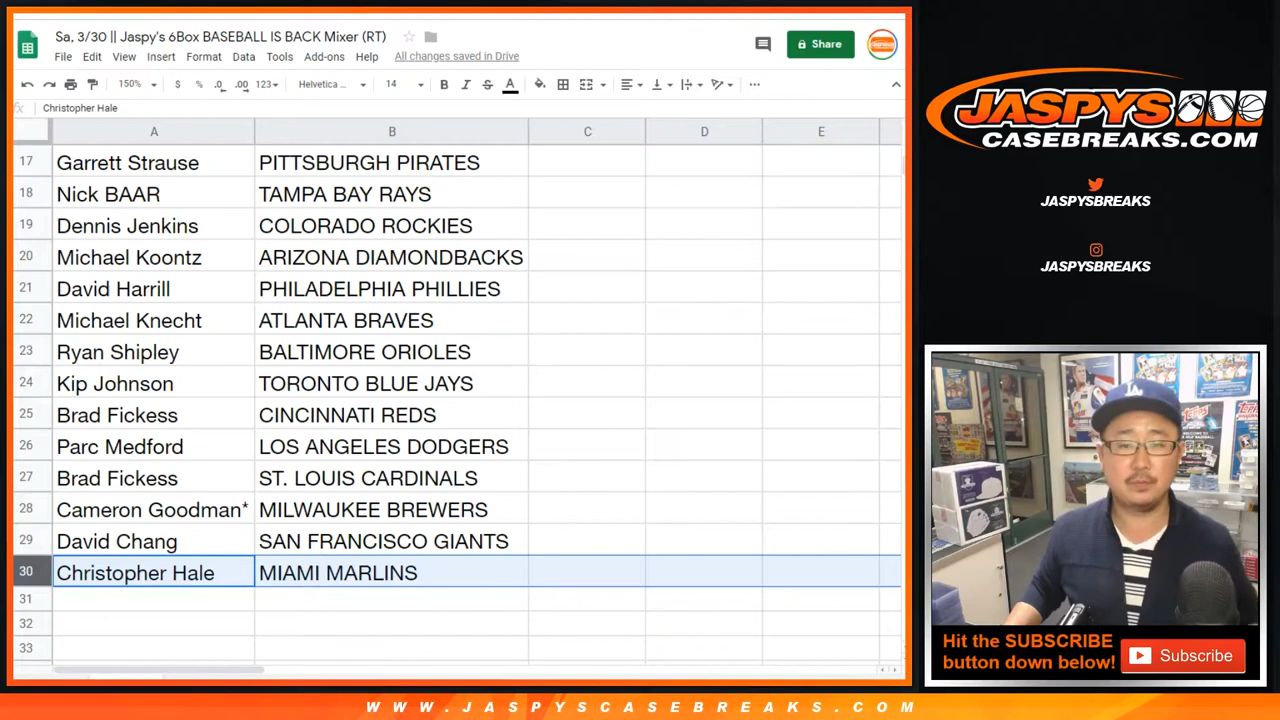 Sa, 3/30 || Jaspy's 6Box BASEBALL IS BACK Mixer (RT)
File Edit View Insert Format Data Tools Add-ons Help All changes saved in Drive
Share
150% $ % .0 .00 123 Helvetica ... 14 B I S A
Christopher Hale
A B C D E
17 Garrett Strause PITTSBURGH PIRATES
18 Nick BAAR TAMPA BAY RAYS
19 Dennis Jenkins COLORADO ROCKIES
20 Michael Koontz ARIZONA DIAMONDBACKS
21 David Harrill PHILADELPHIA PHILLIES
22 Michael Knecht ATLANTA BRAVES
23 Ryan Shipley BALTIMORE ORIOLES
24 Kip Johnson TORONTO BLUE JAYS
25 Brad Fickess CINCINNATI REDS
26 Parc Medford LOS ANGELES DODGERS
27 Brad Fickess ST. LOUIS CARDINALS
28 Cameron Goodman* MILWAUKEE BREWERS
29 David Chang SAN FRANCISCO GIANTS
30 Christopher Hale MIAMI MARLINS
31
32
33
JASPYS
CASEBREAKS.COM
JASPYSBREAKS
JASPYSBREAKS
Hit the SUBSCRIBE
button down below!
Subscribe
WWW.JASPYSCASEBREAKS.COM